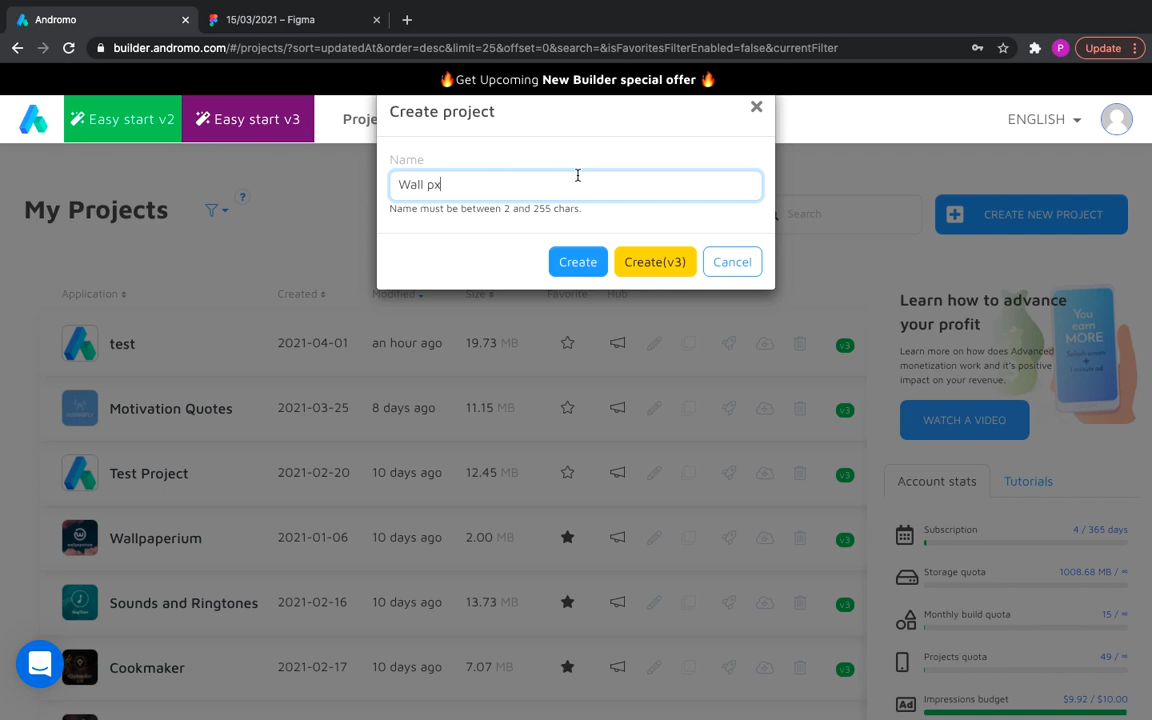 Andromo
15/03/2021 – Figma
builder.andromo.com/#/projects/?sort=updatedAt&order=desc&limit=25&offset=0&search=&isFavoritesFilterEnabled=false&currentFilter
P
Update
🔥Get Upcoming New Builder special offer 🔥
Easy start v2
Easy start v3
Proje
ENGLISH
Create project
Name
Wall px
Name must be between 2 and 255 chars.
Create
Create(v3)
Cancel
My Projects
?
Search
CREATE NEW PROJECT
Application
Created
Modified
Size
Favorite
Hub
test
2021-04-01
an hour ago
19.73 MB
v3
Motivation Quotes
2021-03-25
8 days ago
11.15 MB
v3
Test Project
2021-02-20
10 days ago
12.45 MB
v3
Wallpaperium
2021-01-06
10 days ago
2.00 MB
v3
Sounds and Ringtones
2021-02-16
10 days ago
13.73 MB
v3
Cookmaker
2021-02-17
10 days ago
7.07 MB
v3
Learn how to advance
your profit
Learn more on how does Advanced
monetization work and it's positive
impact on your revenue.
WATCH A VIDEO
You
earn
MORE
Account stats
Tutorials
Subscription
4 / 365 days
Storage quota
1008.68 MB / ∞
Monthly build quota
15 / ∞
Projects quota
49 / ∞
Ad
Impressions budget
$9.92 / $10.00